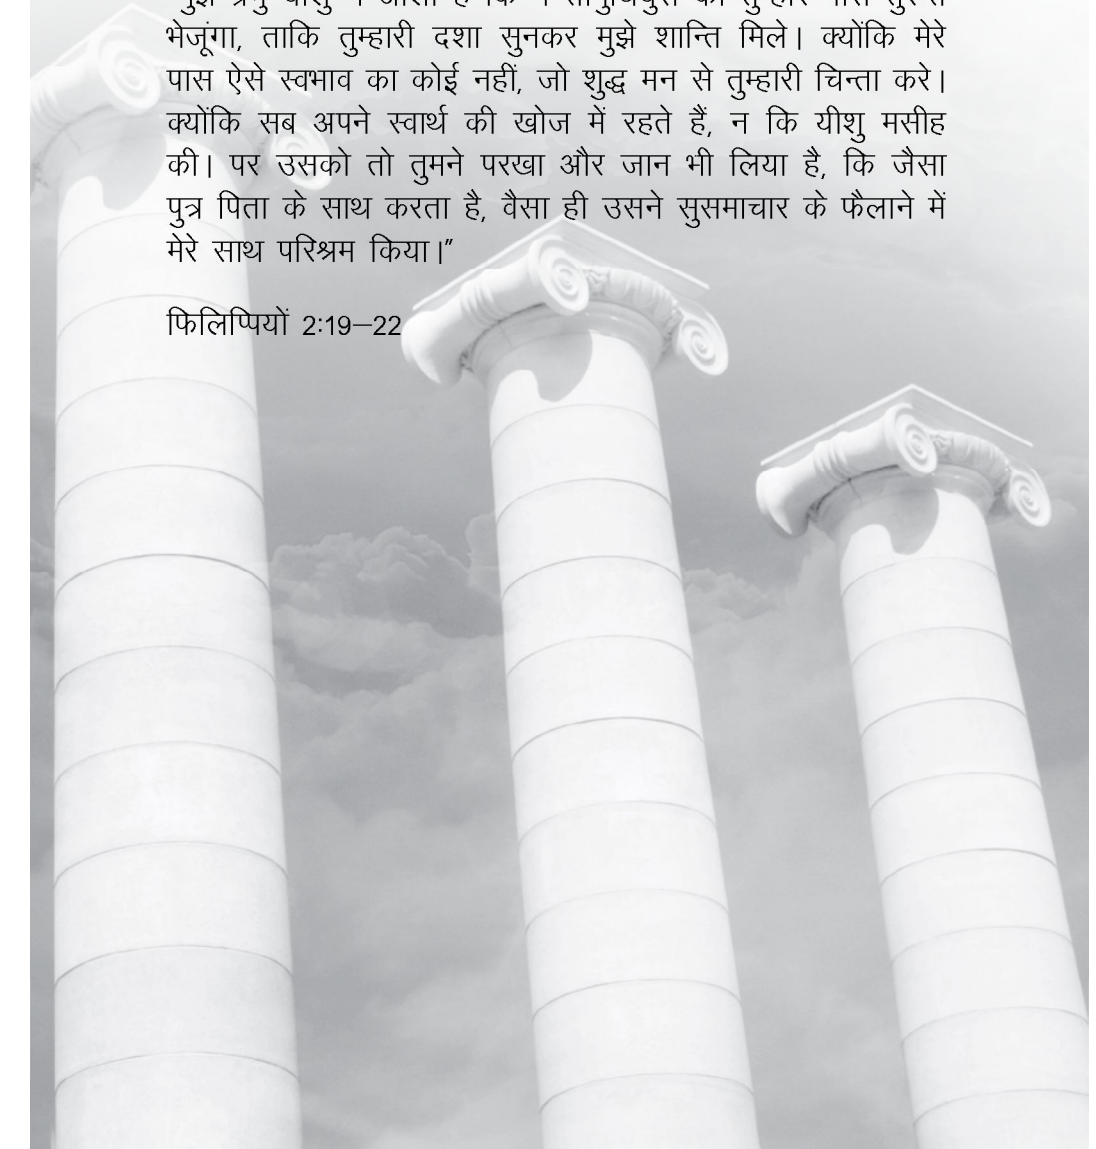 भेजूंगा, ताकि तुम्हारी दशा सुनकर मुझे शान्ति मिले। क्योंकि मेरे
पास ऐसे स्वभाव का कोई नहीं, जो शुद्ध मन से तुम्हारी चिन्ता करे।
क्योंकि सब अपने स्वार्थ की खोज में रहते हैं, न कि यीशु मसीह
की। पर उसको तो तुमने परखा और जान भी लिया है, कि जैसा
पुत्र पिता के साथ करता है, वैसा ही उसने सुसमाचार के फैलाने में
मेरे साथ परिश्रम किया।”
फिलिप्पियों 2:19—22